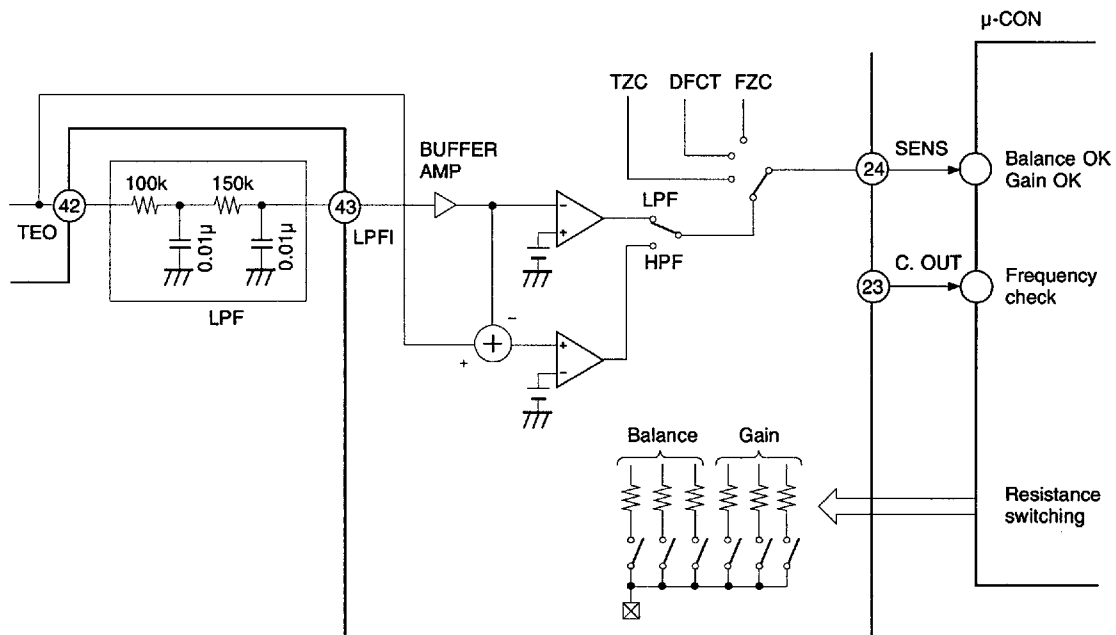 μ-CON
TZC DFCT FZC
BUFFER
AMP
24 SENS
Balance OK
Gain OK
100k 150k
LPF
42
43
TEO
LPFI
0.01μ
0.01μ
−
+
HPF
C. OUT
23
Frequency
check
LPF
−
+
+
+
−
Balance Gain
Resistance
switching